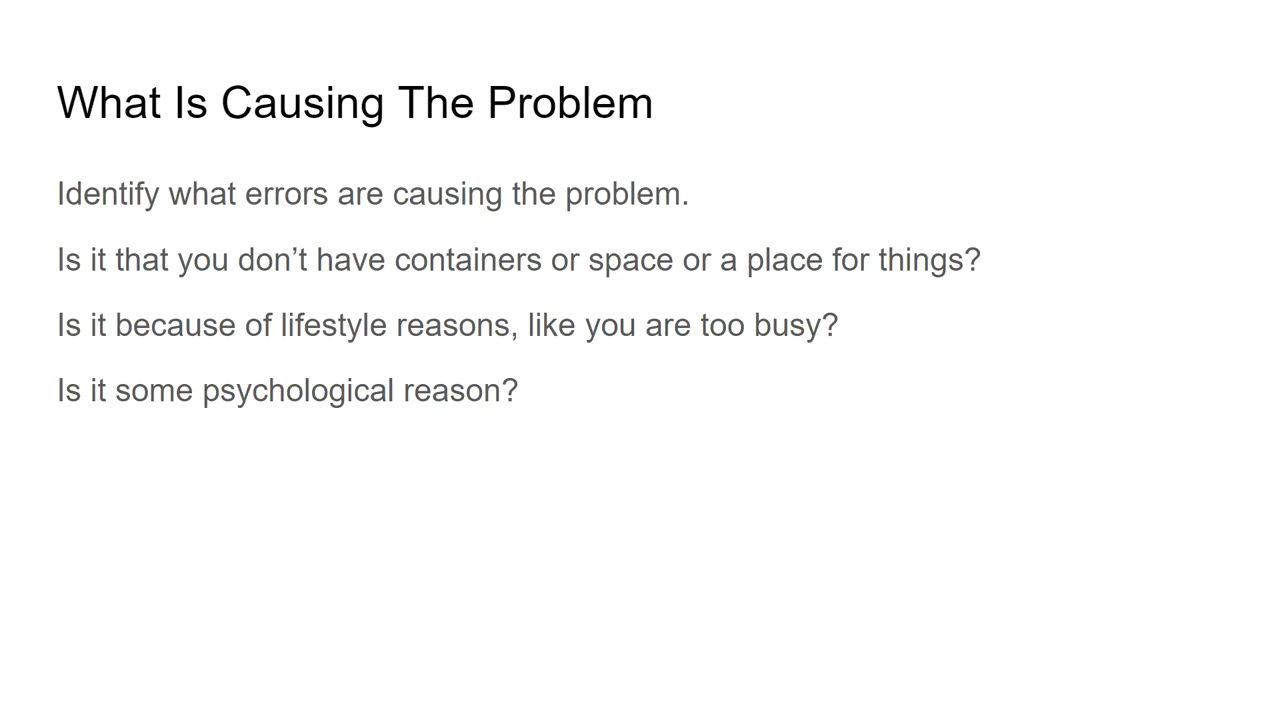 What Is Causing The Problem
Identify what errors are causing the problem.
Is it that you don’t have containers or space or a place for things?
Is it because of lifestyle reasons, like you are too busy?
Is it some psychological reason?